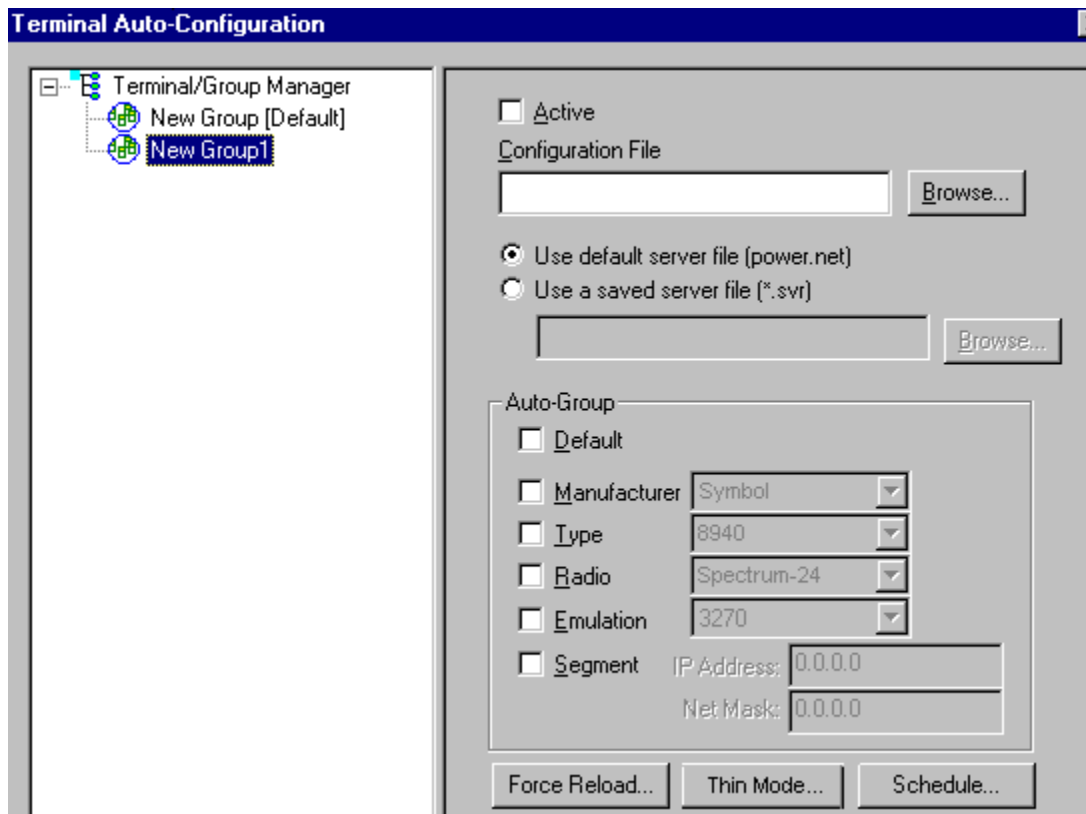 Terminal Auto-Configuration
Terminal/Group Manager
New Group [Default]
New Group1
Active
Configuration File
Browse...
Use default server file (power.net)
Use a saved server file (*.svr)
Browse...
Auto-Group
Default
Manufacturer Symbol
Type 8940
Radio Spectrum-24
Emulation 3270
Segment IP Address: 0.0.0.0
Net Mask: 0.0.0.0
Force Reload... Thin Mode... Schedule...